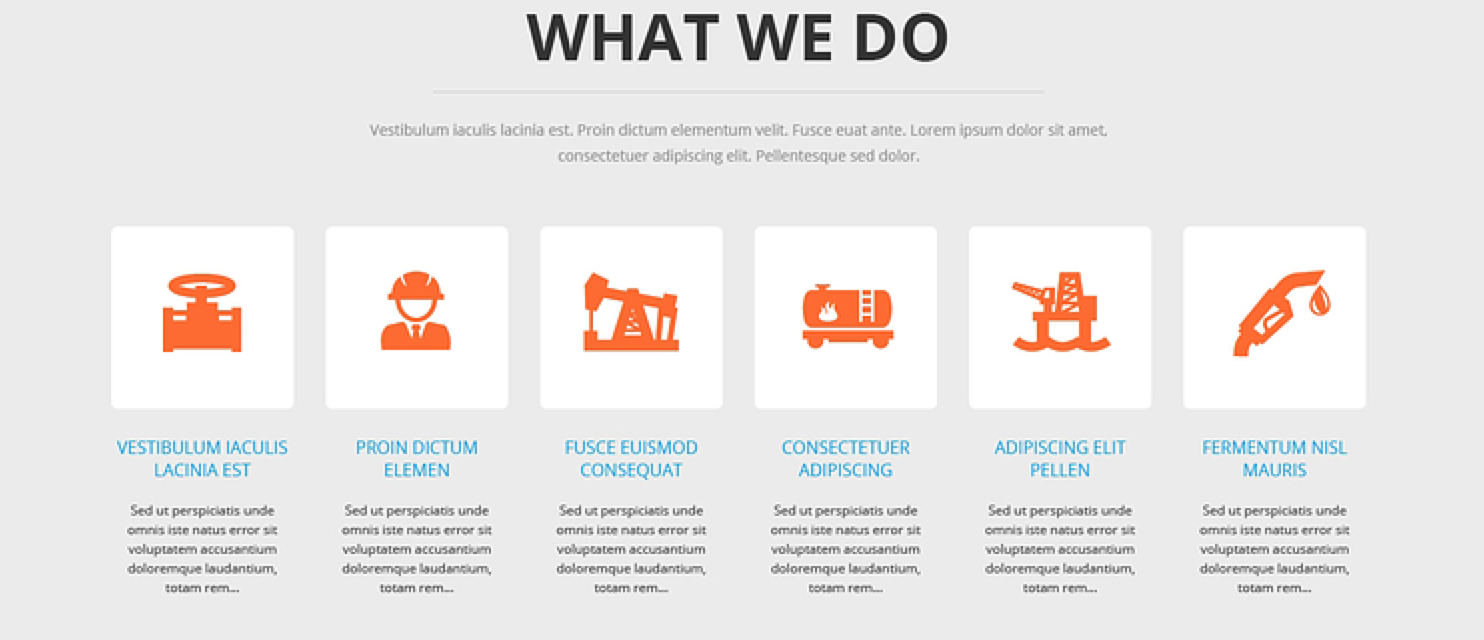 WHAT WE DO
Vestibulum iaculis lacinia est. Proin dictum elementum velit. Fusce euat ante. Lorem ipsum dolor sit amet,
consectetuer adipiscing elit. Pellentesque sed dolor.
VESTIBULUM IACULIS
LACINIA EST
Sed ut perspiciatis unde
omnis iste natus error sit
voluptatem accusantium
doloremque laudantium,
totam rem...
PROIN DICTUM
ELEMEN
Sed ut perspiciatis unde
omnis iste natus error sit
voluptatem accusantium
doloremque laudantium,
totam rem...
FUSCE EUISMOD
CONSEQUAT
Sed ut perspiciatis unde
omnis iste natus error sit
voluptatem accusantium
doloremque laudantium,
totam rem...
CONSECTETUER
ADIPISCING
Sed ut perspiciatis unde
omnis iste natus error sit
voluptatem accusantium
doloremque laudantium,
totam rem...
ADIPISCING ELIT
PELLEN
Sed ut perspiciatis unde
omnis iste natus error sit
voluptatem accusantium
doloremque laudantium,
totam rem...
FERMENTUM NISL
MAURIS
Sed ut perspiciatis unde
omnis iste natus error sit
voluptatem accusantium
doloremque laudantium,
totam rem...